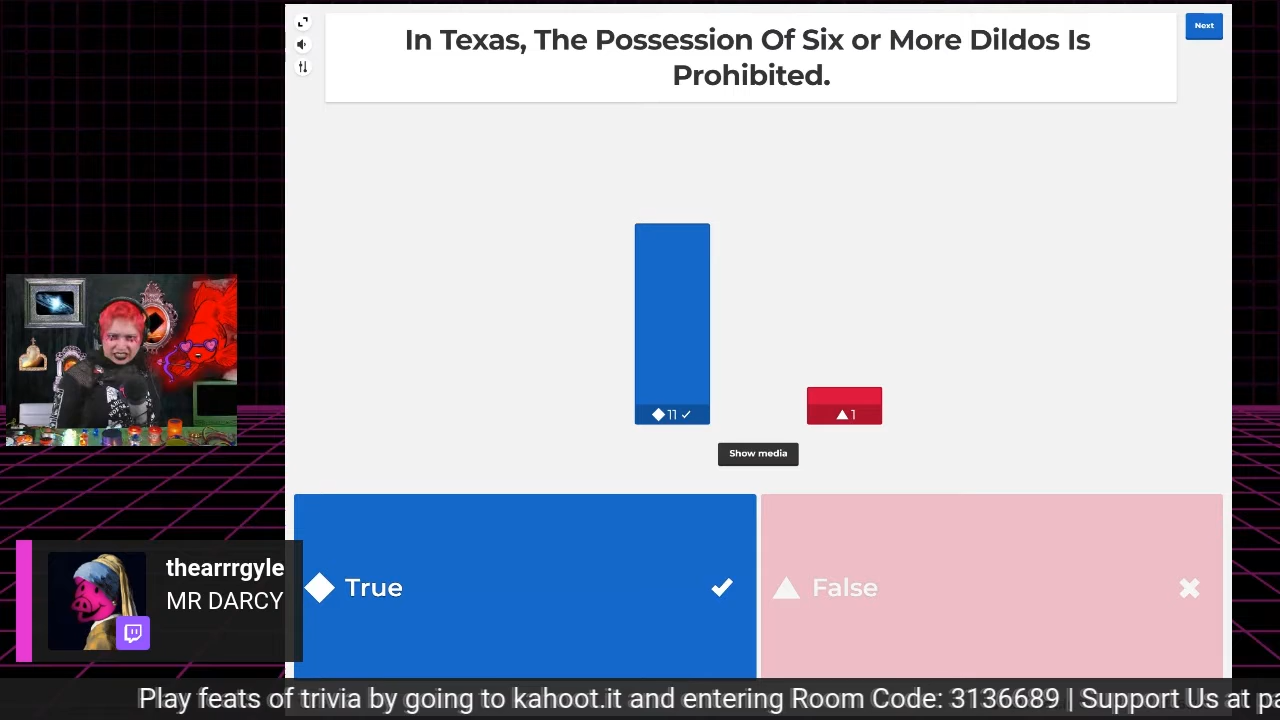 In Texas, The Possession Of Six or More Dildos Is
Prohibited.
Next
11
1
Show media
True
False
thearrrgyle
MR DARCY
Play feats of trivia by going to kahoot.it and entering Room Code: 3136689 | Support Us at pa